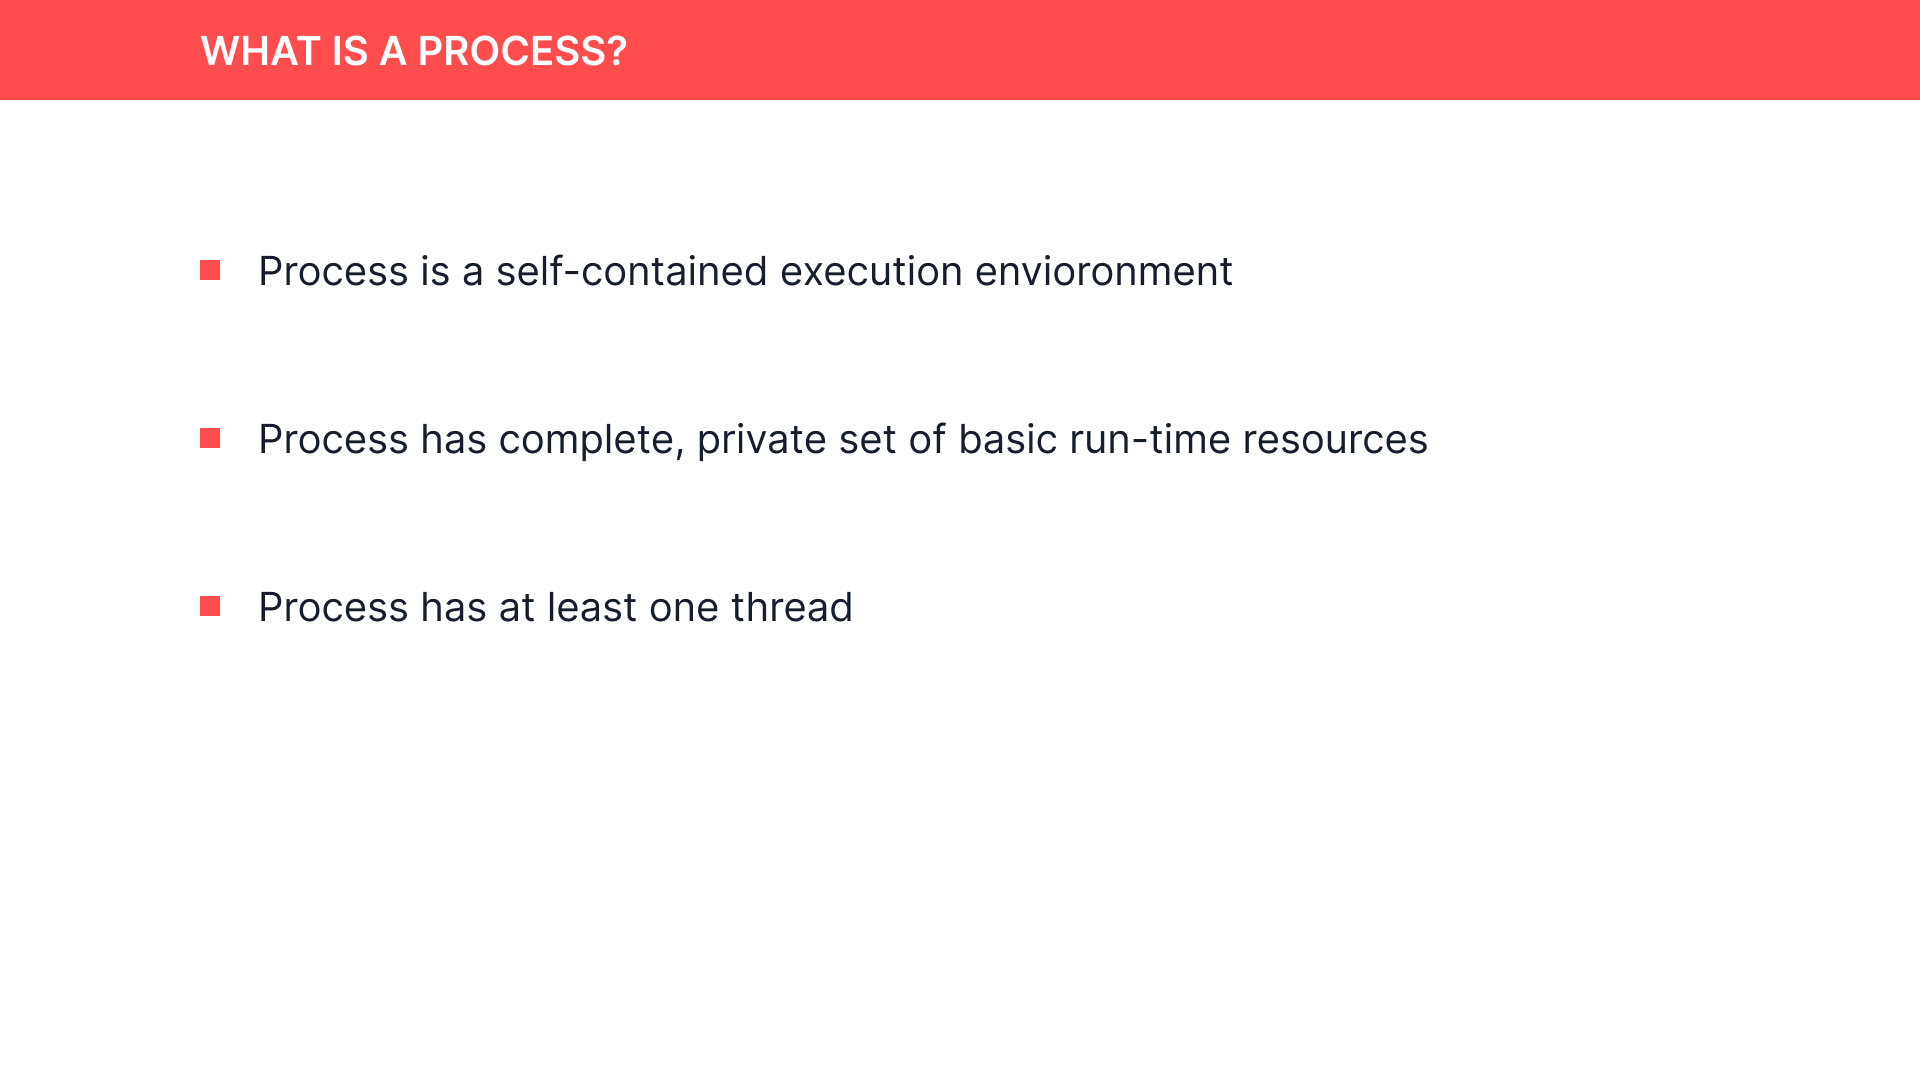 WHAT IS A PROCESS?
Process is a self-contained execution envioronment
Process has complete, private set of basic run-time resources
Process has at least one thread